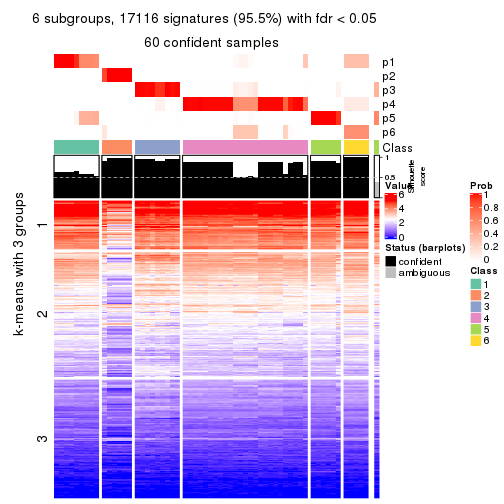 6 subgroups, 17116 signatures (95.5%) with fdr < 0.05
60 confident samples
p1
p2
p3
p4
p5
p6
Class
1
0.5
0
Silhouette
score
k-means with 3 groups
1
2
3
Value
6
4
2
0
Status (barplots)
confident
ambiguous
Prob
1
0.8
0.6
0.4
0.2
0
Class
1
2
3
4
5
6